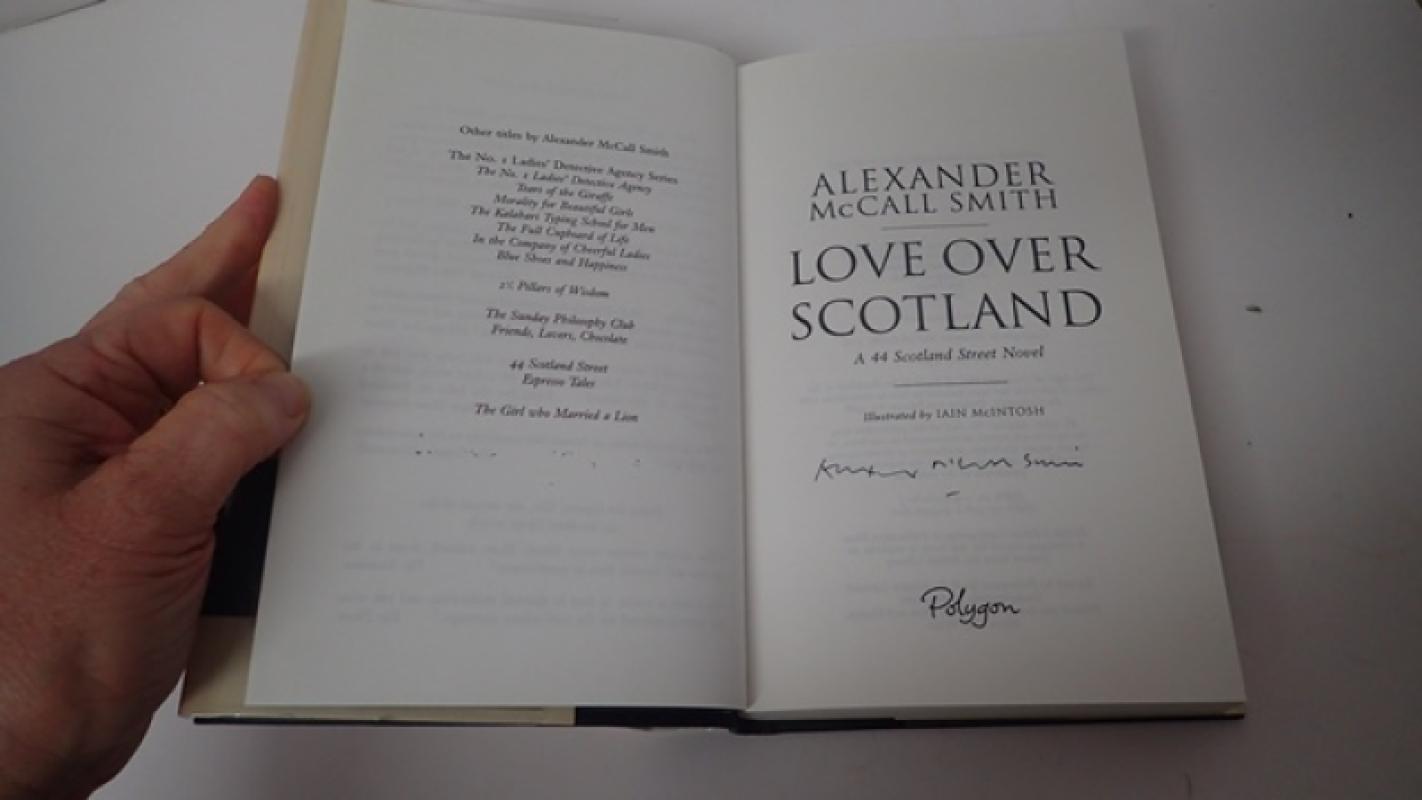 Other titles by Alexander McCall Smith
The No. 1 Ladies' Detective Agency Series
The No. 1 Ladies' Detective Agency
Tears of the Giraffe
Morality for Beautiful Girls
The Kalahari Typing School for Men
The Full Cupboard of Life
In the Company of Cheerful Ladies
Blue Shoes and Happiness
2½ Pillars of Wisdom
The Sunday Philosophy Club
Friends, Lovers, Chocolate
44 Scotland Street
Espresso Tales
The Girl who Married a Lion
ALEXANDER
McCALL SMITH
LOVE OVER
SCOTLAND
A 44 Scotland Street Novel
Illustrated by IAIN McINTOSH
Polygon